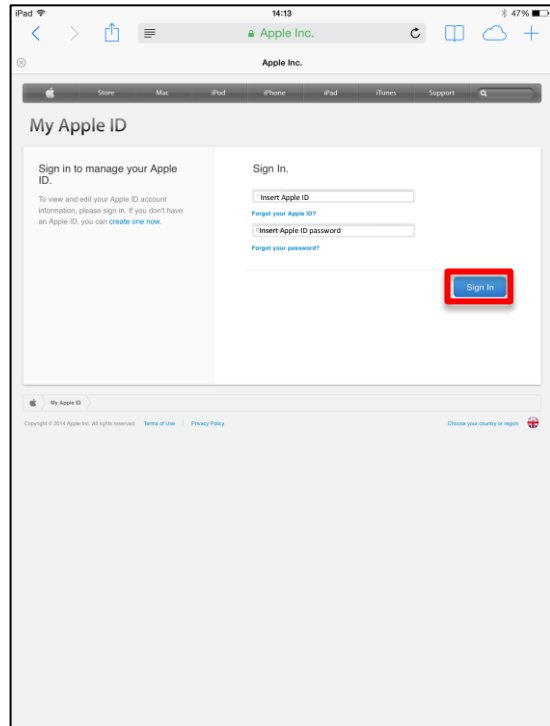 iPad 14:13 47%
Apple Inc.
Apple Inc.
Store Mac iPod iPhone iPad iTunes Support
My Apple ID
Sign in to manage your Apple
ID.
To view and edit your Apple ID account
information, please sign in. If you don't have
an Apple ID, you can create one now.
Sign In.
Insert Apple ID
Forgot your Apple ID?
Insert Apple ID password
Forgot your password?
Sign In
My Apple ID
Copyright © 2014 Apple Inc. All rights reserved. Terms of Use | Privacy Policy
Choose your country or region